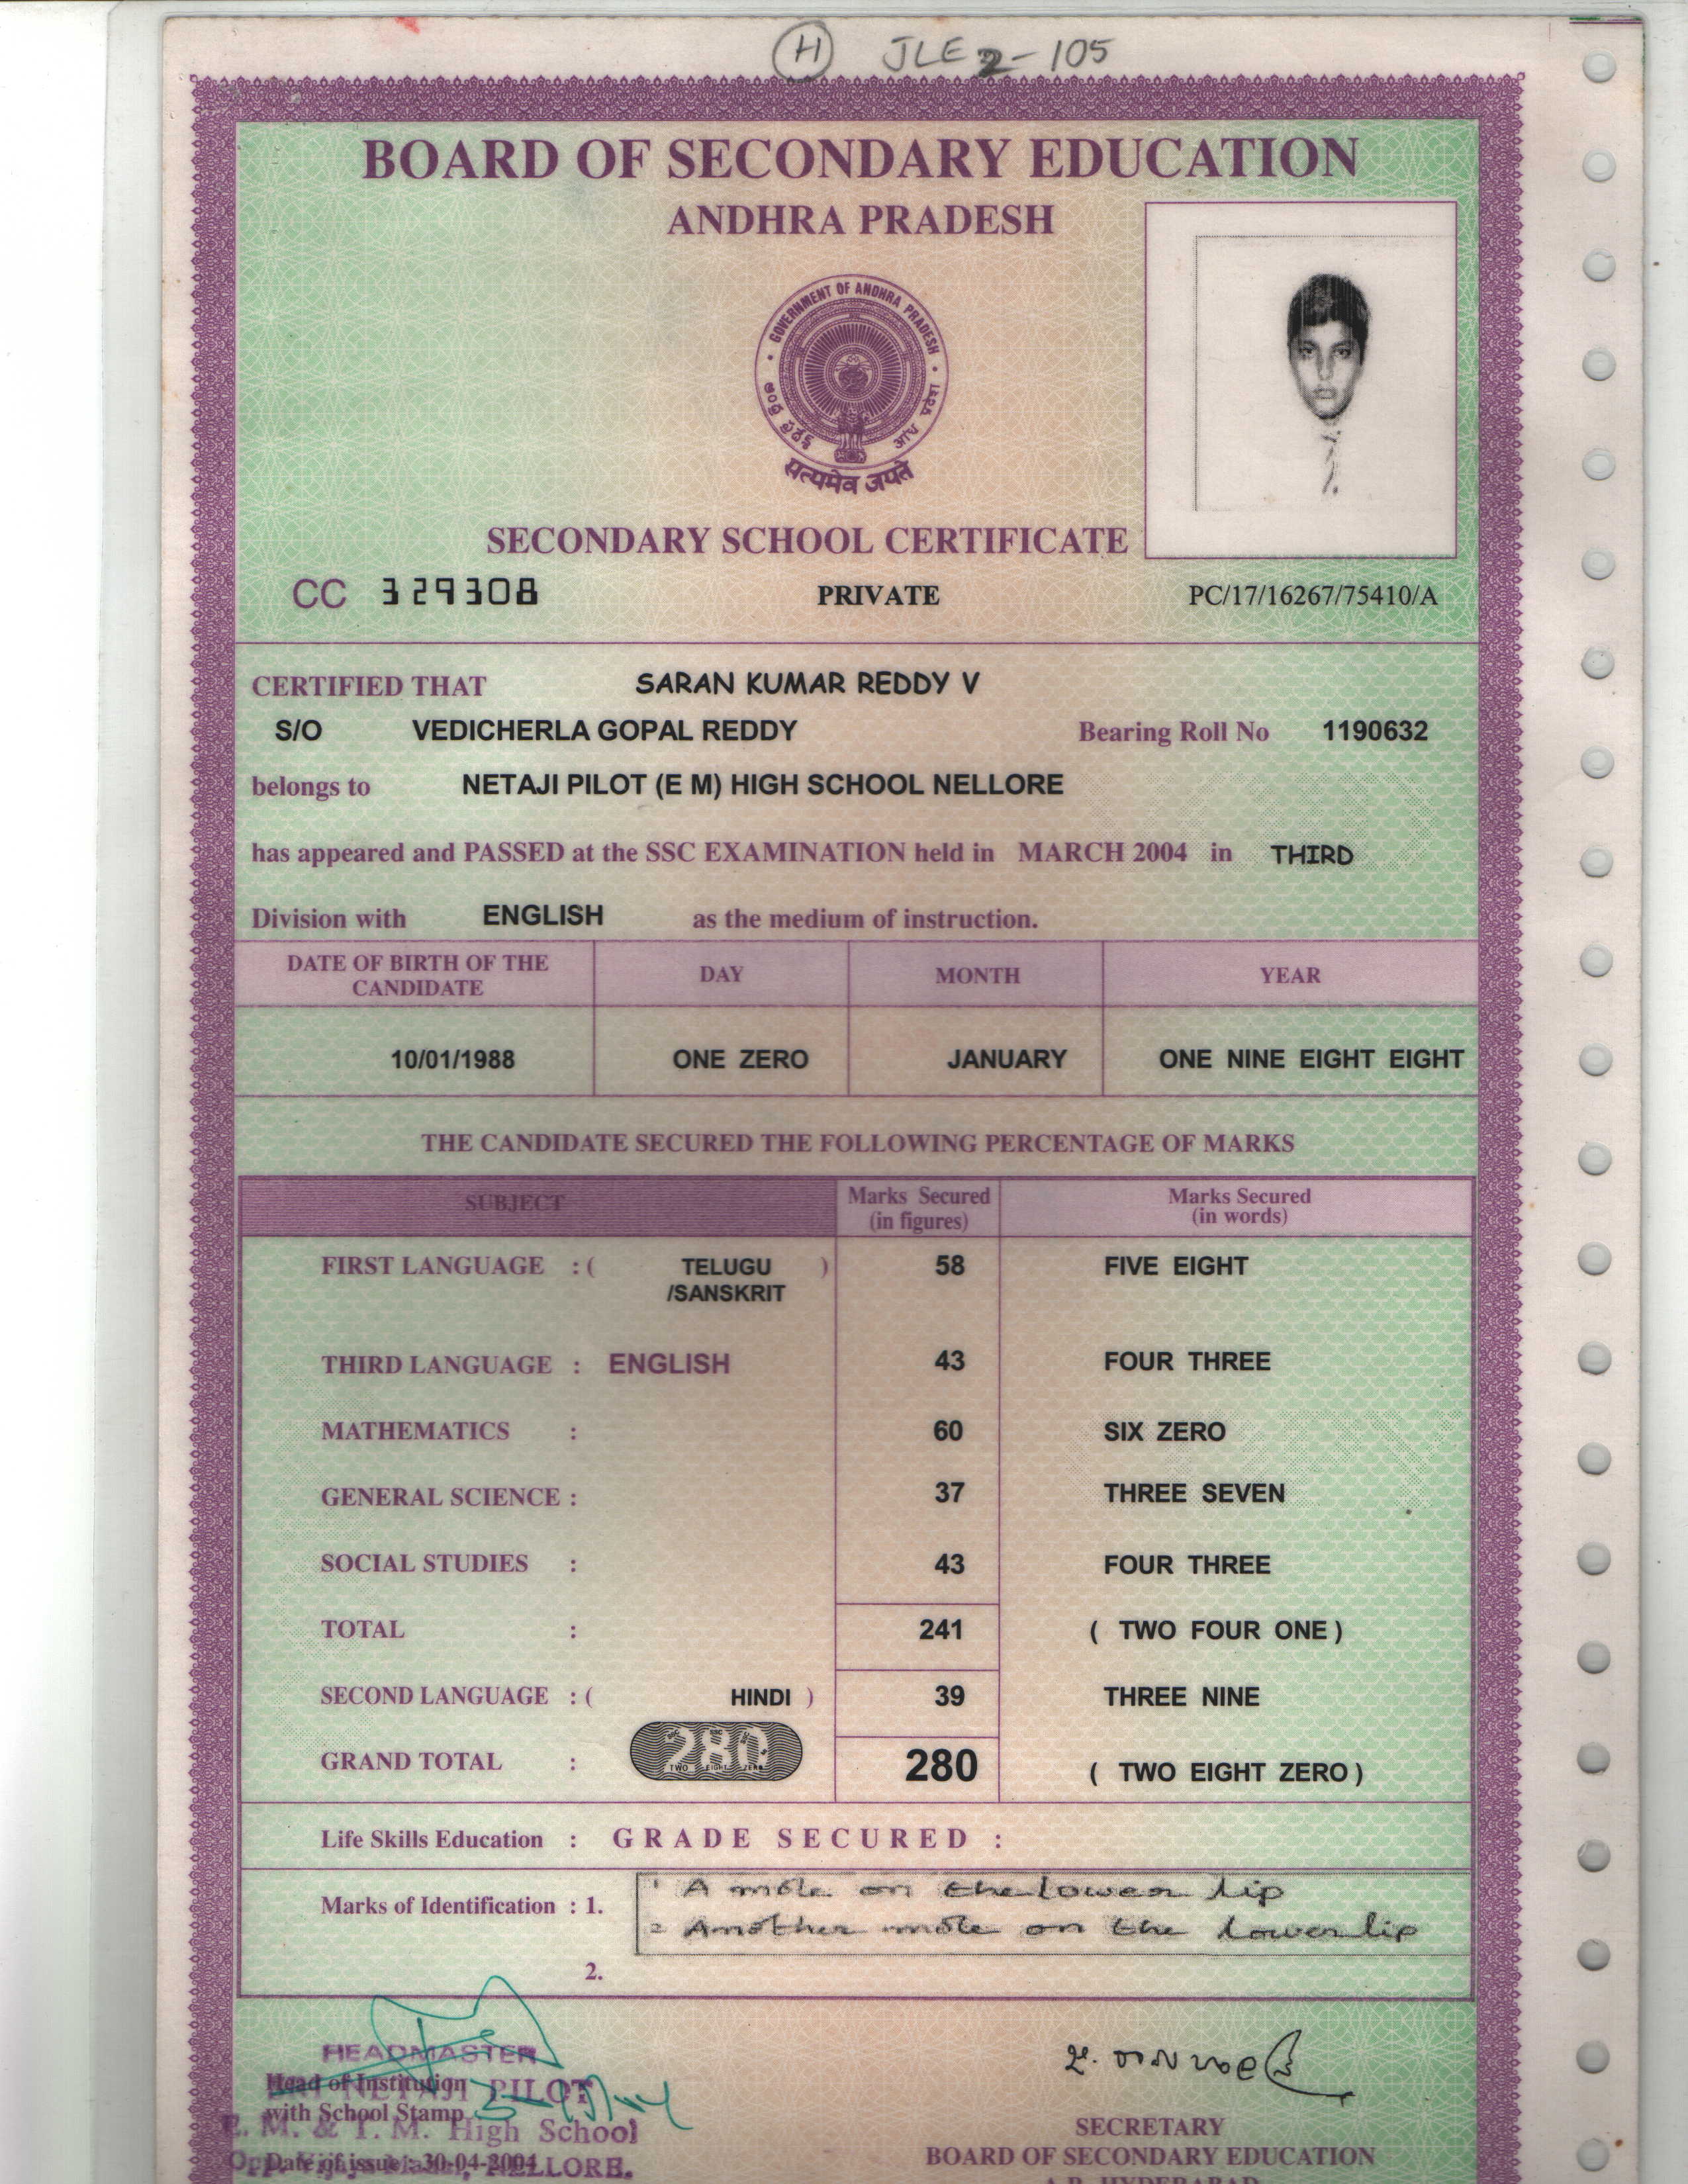 H JLE 2-105
BOARD OF SECONDARY EDUCATION
ANDHRA PRADESH
GOVERNMENT OF ANDHRA PRADESH
सत्यमेव जयते
SECONDARY SCHOOL CERTIFICATE
CC 329308 PRIVATE PC/17/16267/75410/A
CERTIFIED THAT SARAN KUMAR REDDY V
S/O VEDICHERLA GOPAL REDDY Bearing Roll No 1190632
belongs to NETAJI PILOT (E M) HIGH SCHOOL NELLORE
has appeared and PASSED at the SSC EXAMINATION held in MARCH 2004 in THIRD
Division with ENGLISH as the medium of instruction.
DATE OF BIRTH OF THE CANDIDATE DAY MONTH YEAR
10/01/1988 ONE ZERO JANUARY ONE NINE EIGHT EIGHT
THE CANDIDATE SECURED THE FOLLOWING PERCENTAGE OF MARKS
SUBJECT Marks Secured (in figures) Marks Secured (in words)
FIRST LANGUAGE : ( TELUGU ) 58 FIVE EIGHT
/SANSKRIT
THIRD LANGUAGE : ENGLISH 43 FOUR THREE
MATHEMATICS : 60 SIX ZERO
GENERAL SCIENCE : 37 THREE SEVEN
SOCIAL STUDIES : 43 FOUR THREE
TOTAL : 241 ( TWO FOUR ONE )
SECOND LANGUAGE : ( HINDI ) 39 THREE NINE
GRAND TOTAL : 280 280 ( TWO EIGHT ZERO )
Life Skills Education : GRADE SECURED :
Marks of Identification : 1. 1 A mole on the lower lip
2 Another mole on the lower lip
2.
HEADMASTER
Head of Institution
NETAJI PILOT
with School Stamp
E. M. & T. M. High School
Date of issue : 30-04-2004
NELLORE.
SECRETARY
BOARD OF SECONDARY EDUCATION
A.P. HYDERABAD